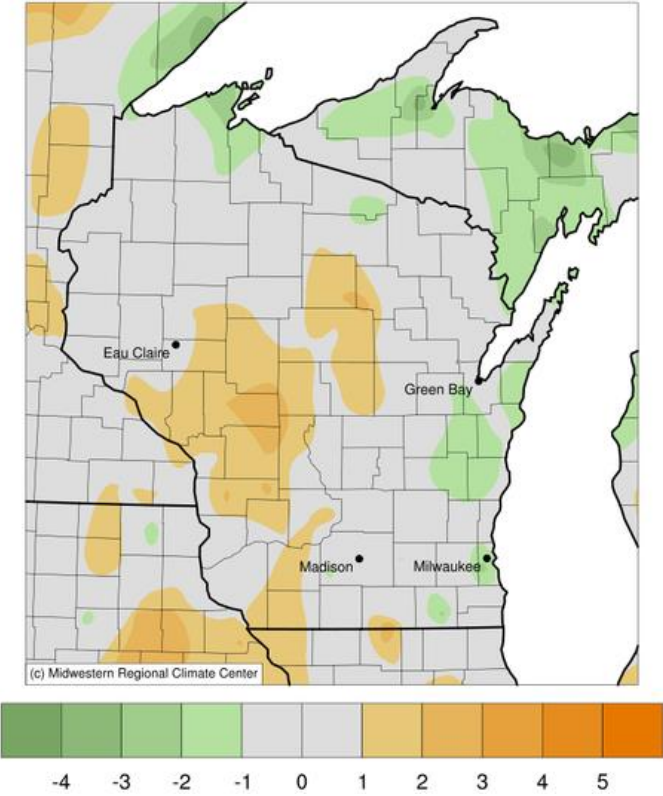 Eau Claire
Green Bay
Madison
Milwaukee
(c) Midwestern Regional Climate Center
-4 -3 -2 -1 0 1 2 3 4 5